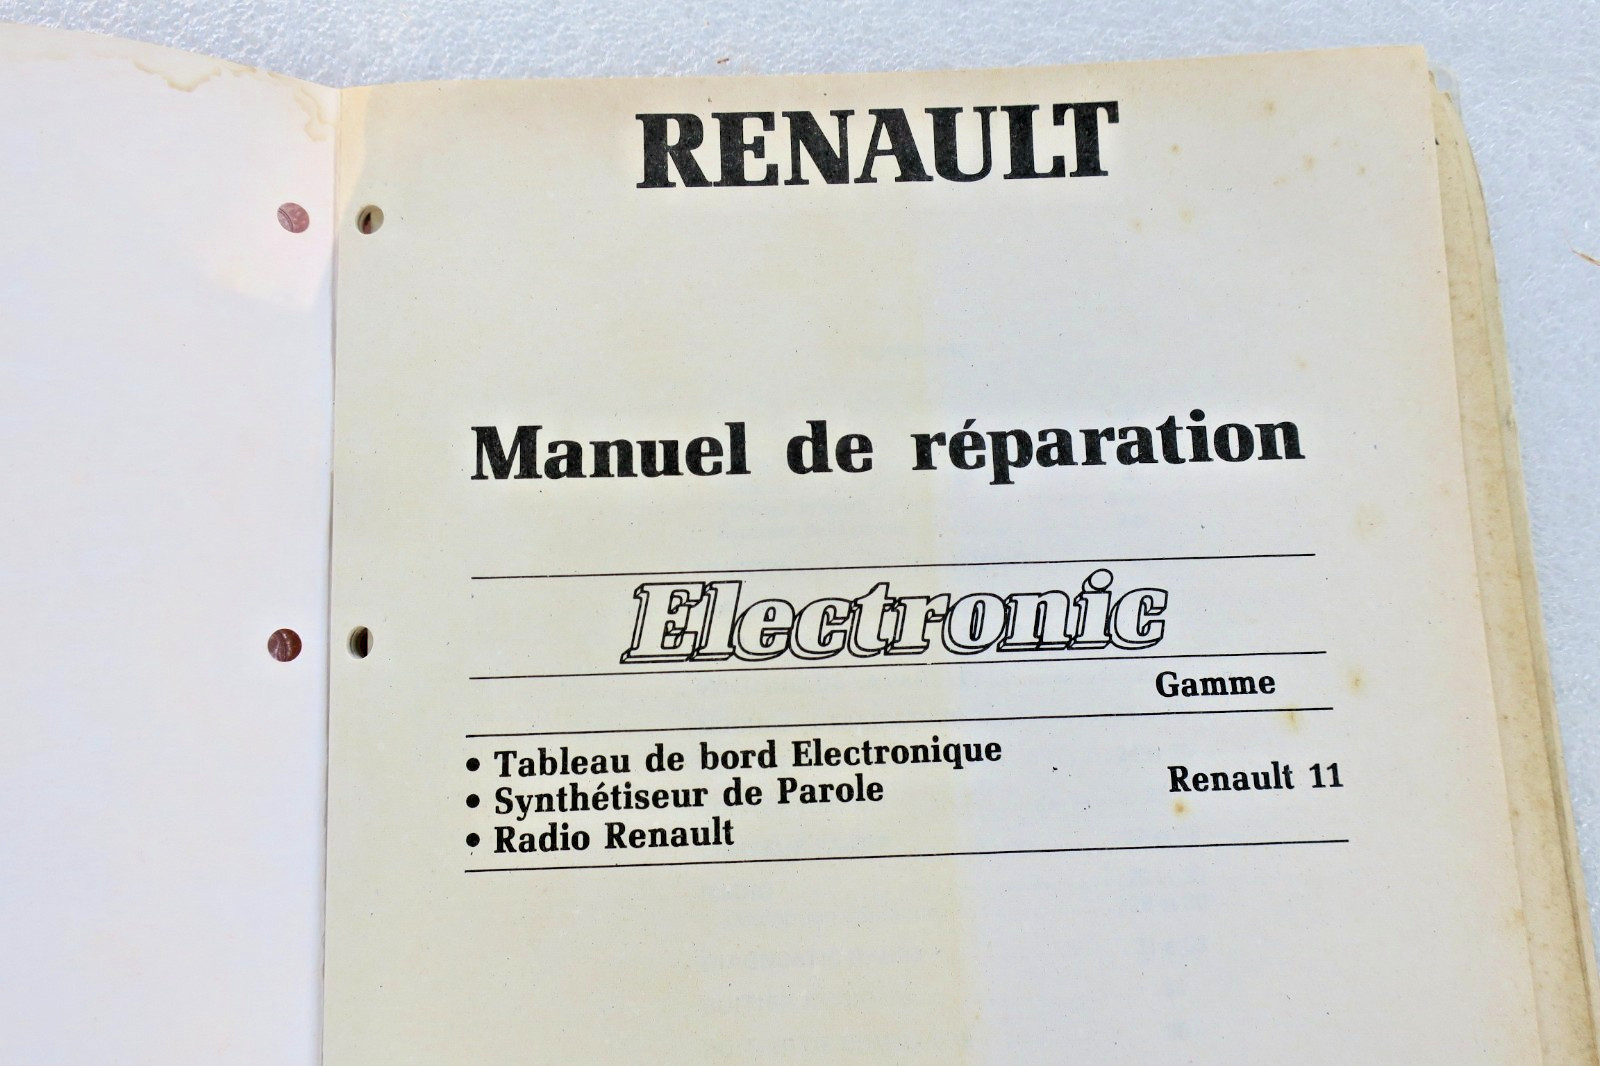 RENAULT
Manuel de réparation
Electronic
Gamme
• Tableau de bord Electronique
• Synthétiseur de Parole
Renault 11
• Radio Renault